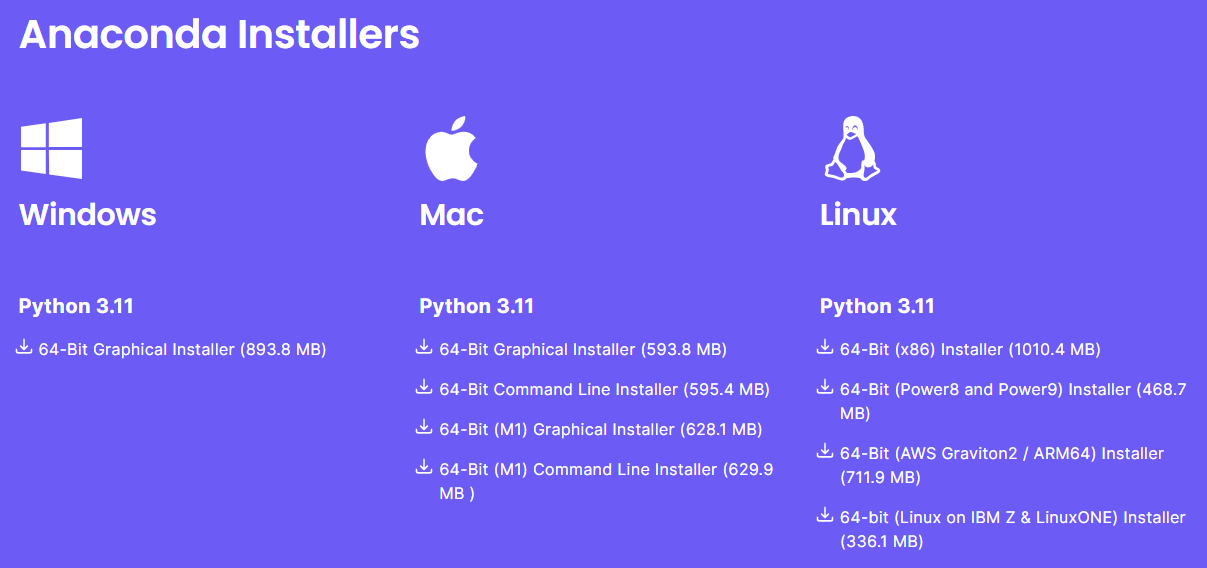 Anaconda Installers
Windows
Python 3.11
64-Bit Graphical Installer (893.8 MB)
Mac
Python 3.11
64-Bit Graphical Installer (593.8 MB)
64-Bit Command Line Installer (595.4 MB)
64-Bit (M1) Graphical Installer (628.1 MB)
64-Bit (M1) Command Line Installer (629.9
MB )
Linux
Python 3.11
64-Bit (x86) Installer (1010.4 MB)
64-Bit (Power8 and Power9) Installer (468.7
MB)
64-Bit (AWS Graviton2 / ARM64) Installer
(711.9 MB)
64-bit (Linux on IBM Z & LinuxONE) Installer
(336.1 MB)